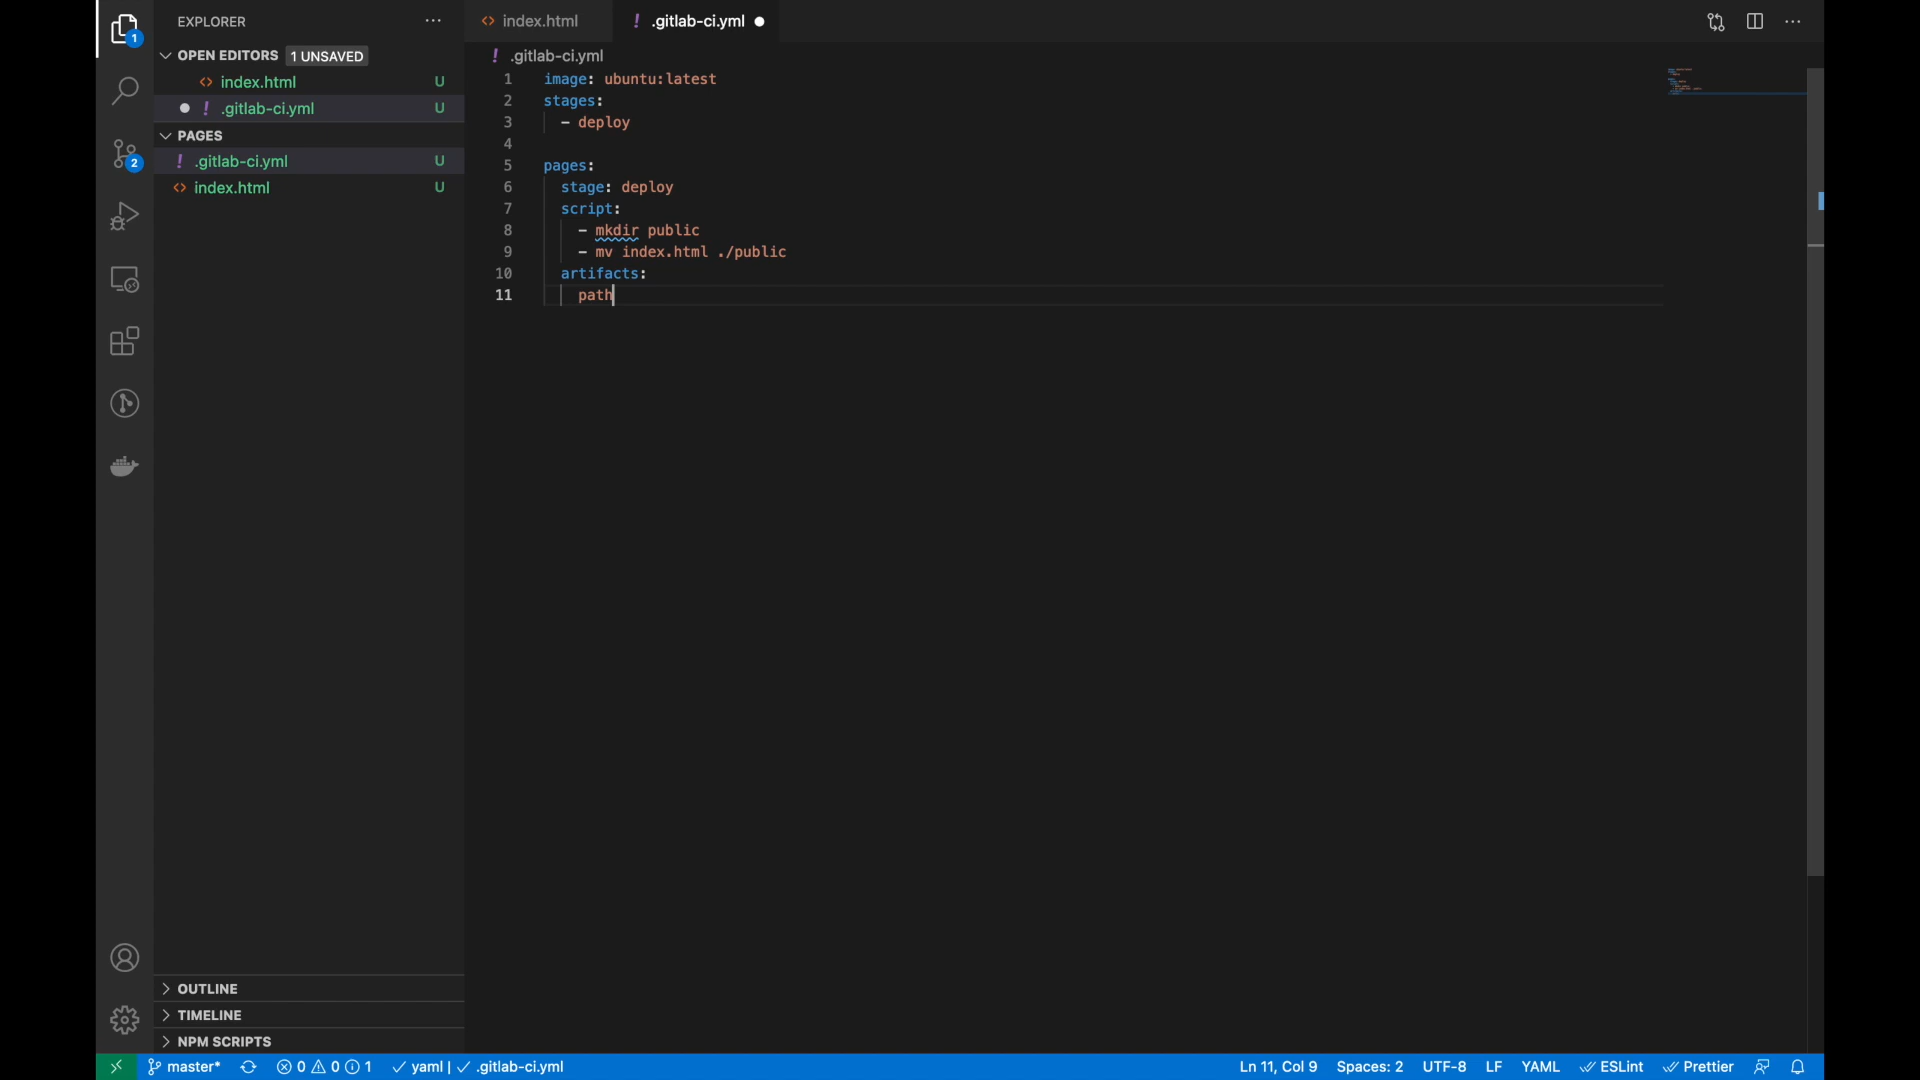 EXPLORER
OPEN EDITORS 1 UNSAVED
index.html U
.gitlab-ci.yml U
PAGES
.gitlab-ci.yml U
index.html U
OUTLINE
TIMELINE
NPM SCRIPTS
1
2
index.html
.gitlab-ci.yml
.gitlab-ci.yml
1 image: ubuntu:latest
2 stages:
3 - deploy
4
5 pages:
6 stage: deploy
7 script:
8 - mkdir public
9 - mv index.html ./public
10 artifacts:
11 path
master* 0 0 1 yaml | .gitlab-ci.yml Ln 11, Col 9 Spaces: 2 UTF-8 LF YAML ESLint Prettier